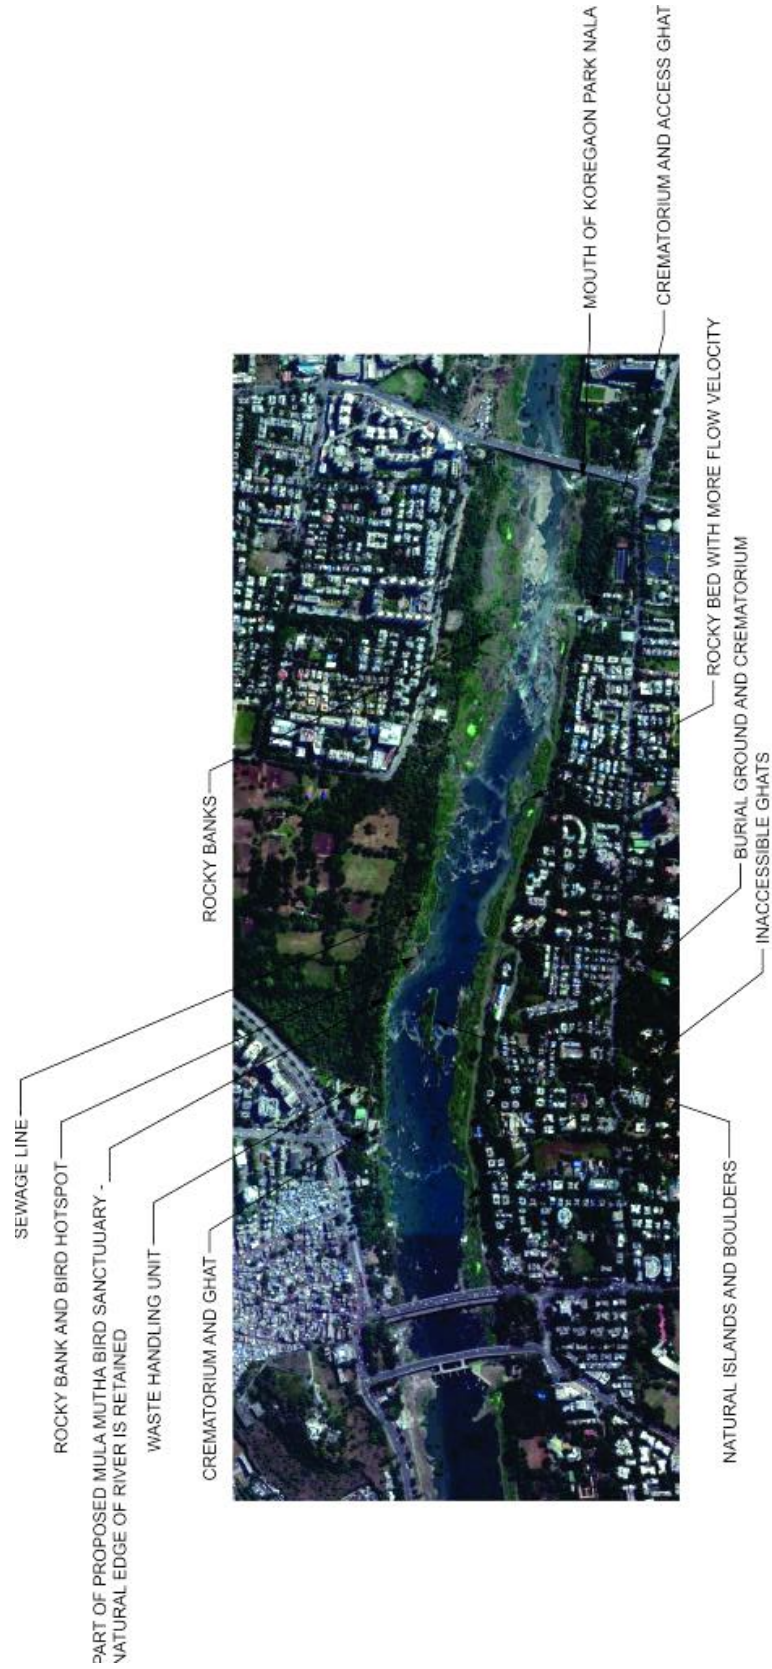 SEWAGE LINE
ROCKY BANK AND BIRD HOTSPOT
PART OF PROPOSED MULA MUTHA BIRD SANCTUUARY -
NATURAL EDGE OF RIVER IS RETAINED
WASTE HANDLING UNIT
CREMATORIUM AND GHAT
ROCKY BANKS
MOUTH OF KOREGAON PARK NALA
CREMATORIUM AND ACCESS GHAT
ROCKY BED WITH MORE FLOW VELOCITY
BURIAL GROUND AND CREMATORIUM
INACCESSIBLE GHATS
NATURAL ISLANDS AND BOULDERS